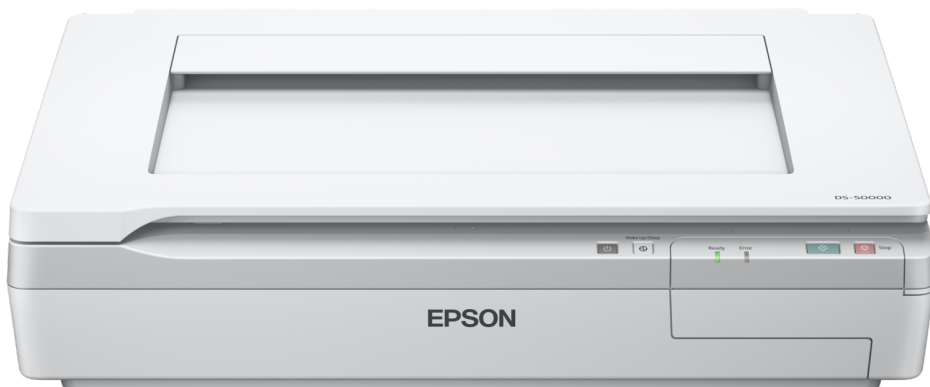 DS-50000
Wake Up/Sleep
Ready Error
Stop
EPSON